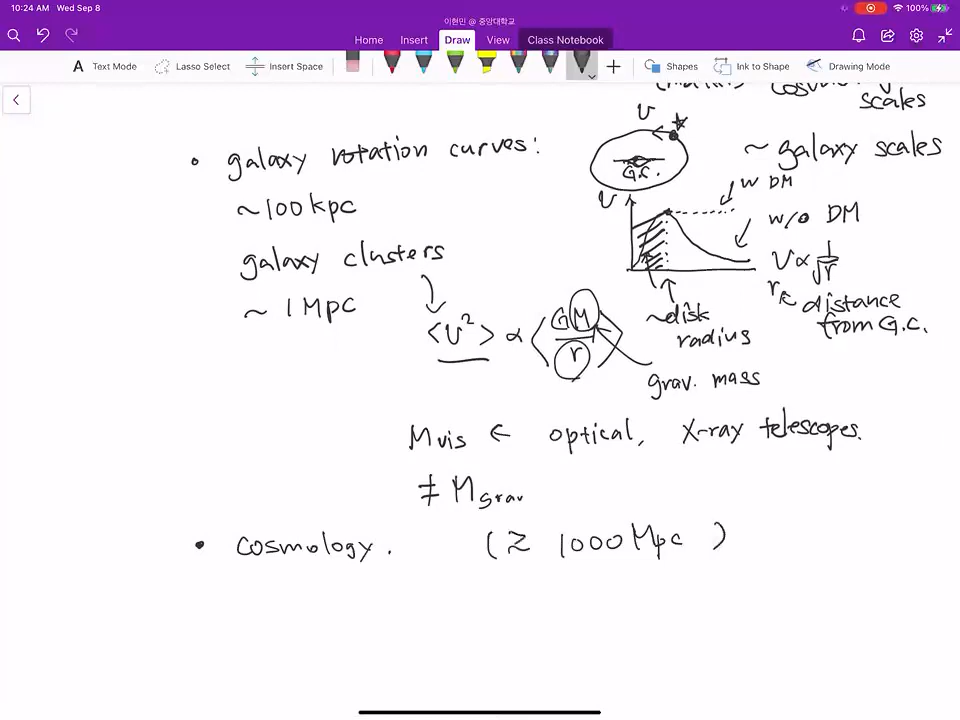 10:24 AM Wed Sep 8
100%
이현민 @ 중앙대학교
Home Insert Draw View Class Notebook
Text Mode Lasso Select Insert Space Shapes Ink to Shape Drawing Mode
scales
• galaxy rotation curves:
~ galaxy scales
~100 kpc
galaxy clusters
~ 1 Mpc
v
G.C.
v
w DM
w/o DM
v ∝ 1/√r
r ← distance
from G.C.
~disk
radius
<v²> ∝ <GM/r>
grav. mass
Mvis ← optical, X-ray telescopes.
≠ Mgrav
• cosmology. (≳ 1000 Mpc )